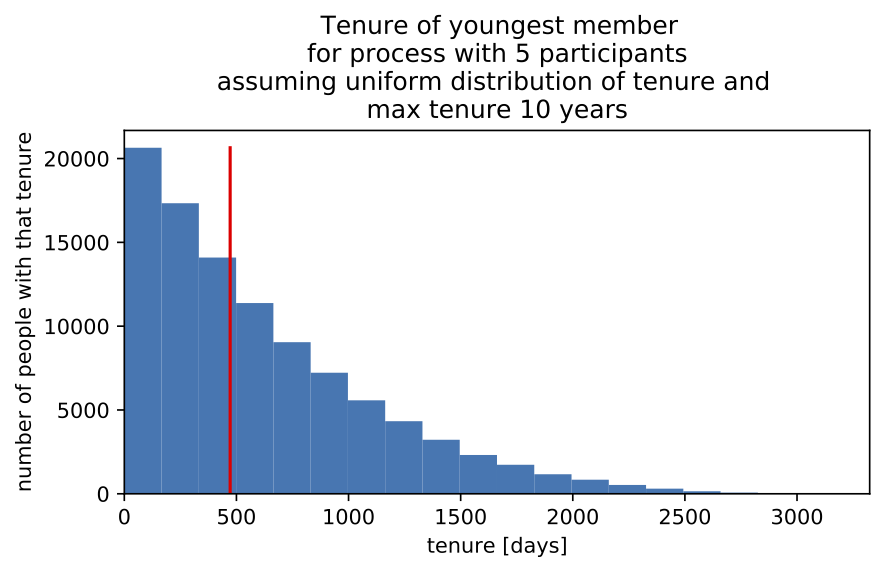 Tenure of youngest member
for process with 5 participants
assuming uniform distribution of tenure and
max tenure 10 years
number of people with that tenure
20000
15000
10000
5000
0
0 500 1000 1500 2000 2500 3000
tenure [days]